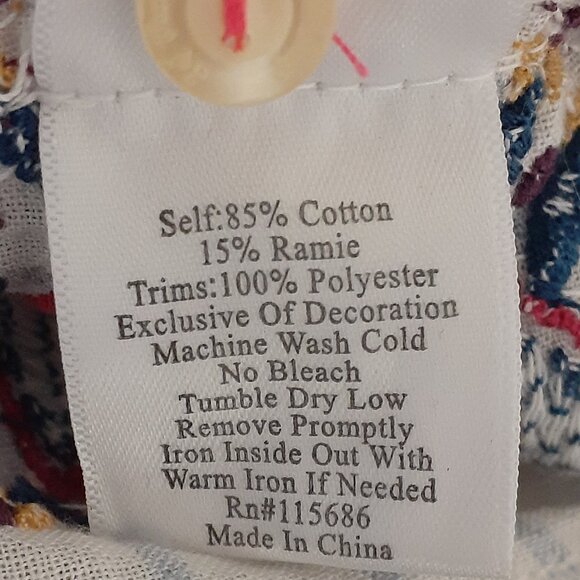 Self:85% Cotton
15% Ramie
Trims:100% Polyester
Exclusive Of Decoration
Machine Wash Cold
No Bleach
Tumble Dry Low
Remove Promptly
Iron Inside Out With
Warm Iron If Needed
Rn#115686
Made In China